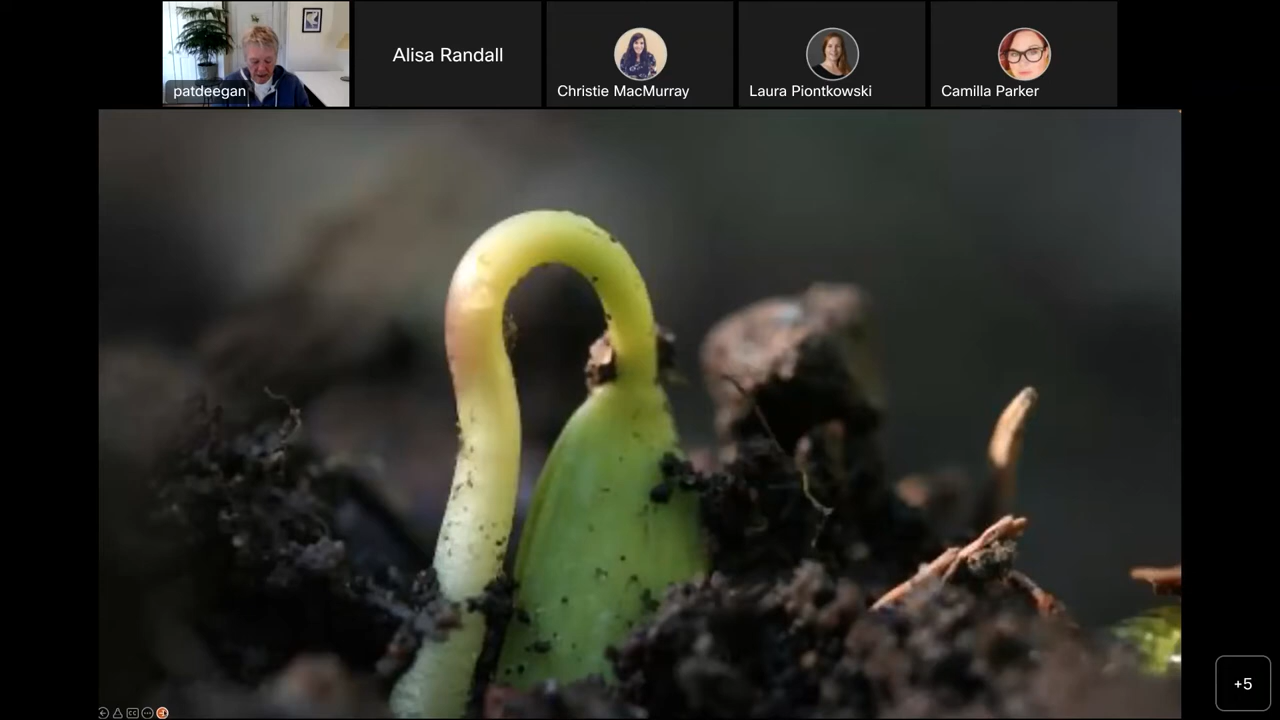 patdeegan
Alisa Randall
Christie MacMurray
Laura Piontkowski
Camilla Parker
+5